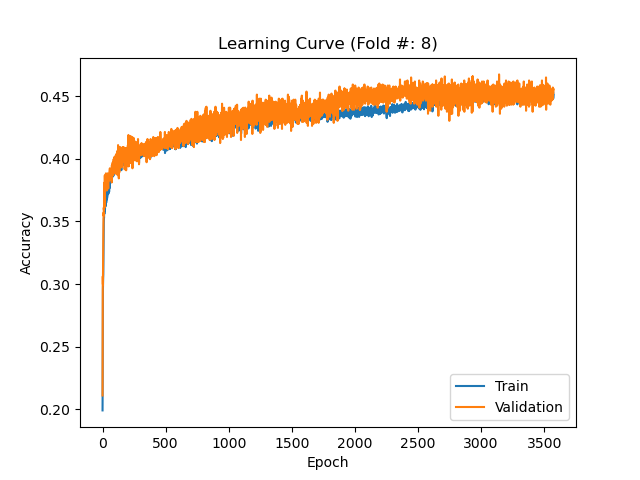 Learning Curve (Fold #: 8)
Accuracy
0.45
0.40
0.35
0.30
0.25
0.20
0 500 1000 1500 2000 2500 3000 3500
Epoch
Train
Validation